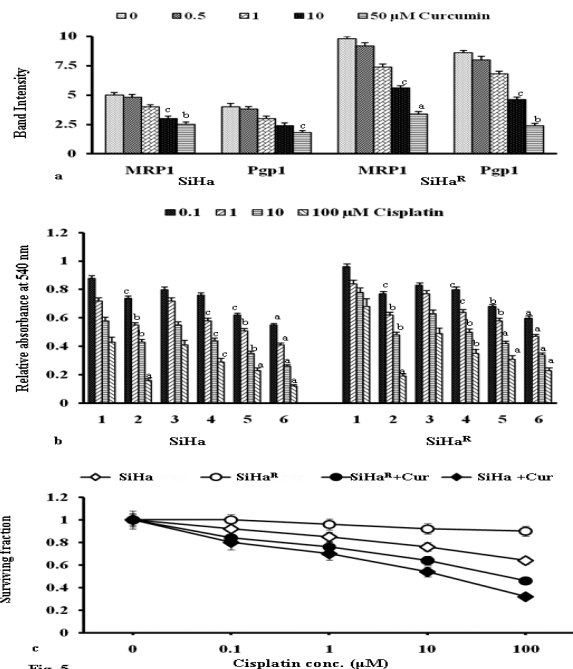 0 0.5 1 10 50 µM Curcumin
10
7.5
5
2.5
0
Band Intensity
c b c b c a c b
MRP1 Pgp1 MRP1 Pgp1
a SiHa SiHaᴿ
0.1 1 10 100 µM Cisplatin
1.2
1
0.8
0.6
0.4
0.2
0
Relative absorbance at 540 nm
c b b a c b c c c b b a a a a a
c b b a c b b b b b c a a a a a
1 2 3 4 5 6 1 2 3 4 5 6
b SiHa SiHaᴿ
SiHa SiHaᴿ SiHaᴿ+Cur SiHa +Cur
1.2
1
0.8
0.6
0.4
0.2
0
Surviving fraction
0 0.1 1 10 100
c Cisplatin conc. (µM)
Fig. 5